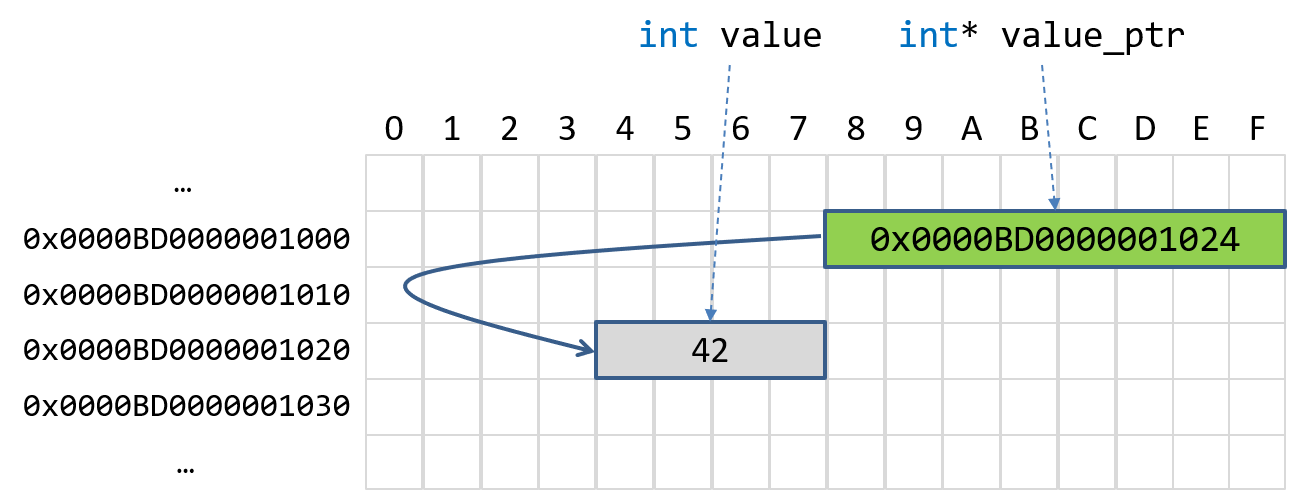 int value int* value_ptr
0 1 2 3 4 5 6 7 8 9 A B C D E F
…
0x0000BD0000001000 0x0000BD0000001024
0x0000BD0000001010
0x0000BD0000001020 42
0x0000BD0000001030
…